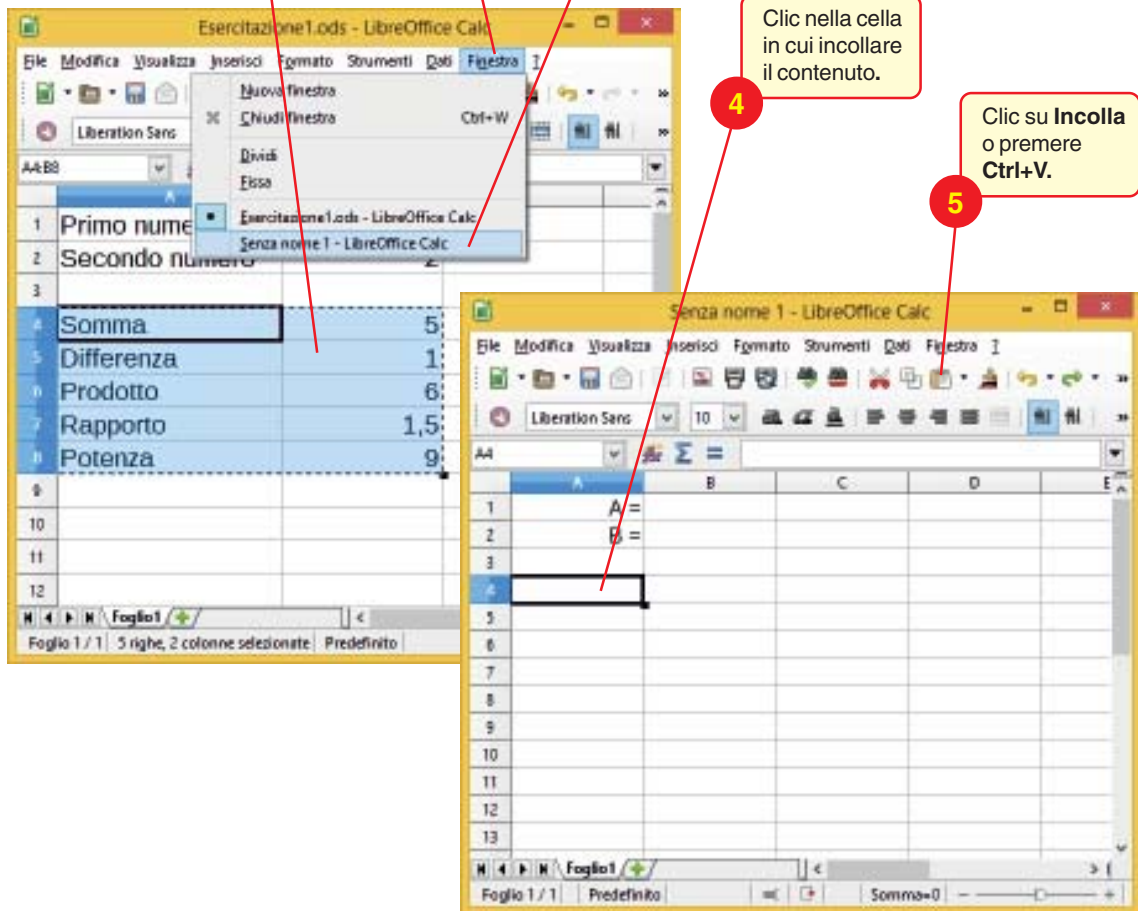 Esercitazione1.ods - LibreOffice Calc
File Modifica Visualizza Inserisci Formato Strumenti Dati Finestra ?
Nuova finestra
Chiudi finestra Ctrl+W
Dividi
Fissa
Esercitazione1.ods - LibreOffice Calc
Senza nome 1 - LibreOffice Calc
Liberation Sans
A4:B8
A
1 Primo nume
2 Secondo numero 2
3
4 Somma 5
5 Differenza 1
6 Prodotto 6
7 Rapporto 1,5
8 Potenza 9
9
10
11
12
Foglio1
Foglio 1 / 1 5 righe, 2 colonne selezionate Predefinito
Clic nella cella
in cui incollare
il contenuto.
4
Clic su Incolla
o premere
Ctrl+V.
5
Senza nome 1 - LibreOffice Calc
File Modifica Visualizza Inserisci Formato Strumenti Dati Finestra ?
Liberation Sans 10
A4
A B C D E
1 A =
2 B =
3
4
5
6
7
8
9
10
11
12
13
Foglio1
Foglio 1 / 1 Predefinito Somma=0